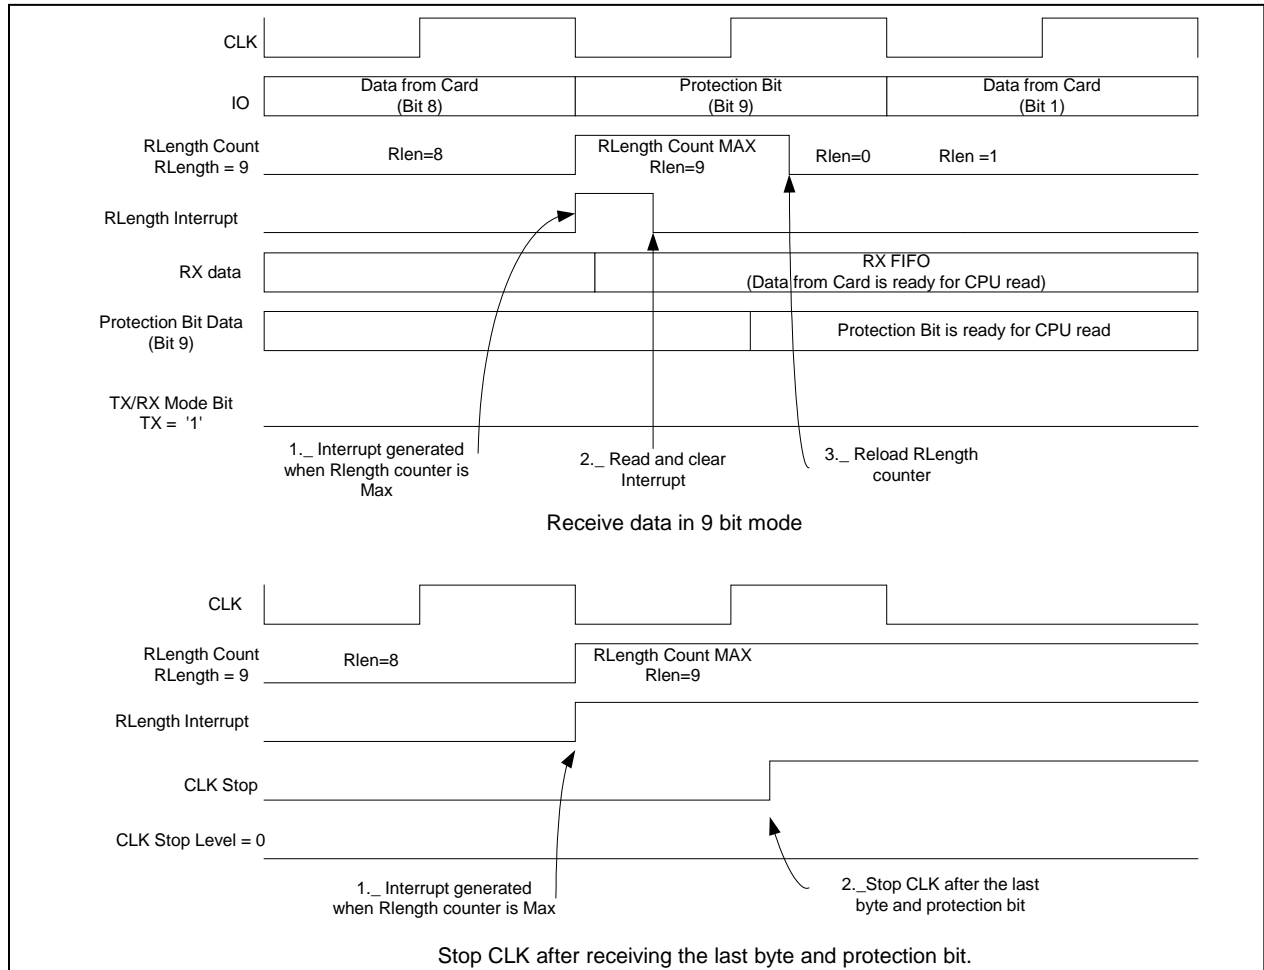 CLK
IO
Data from Card
(Bit 8)
Protection Bit
(Bit 9)
Data from Card
(Bit 1)
RLength Count
RLength = 9
Rlen=8
RLength Count MAX
Rlen=9
Rlen=0
Rlen =1
RLength Interrupt
RX data
RX FIFO
(Data from Card is ready for CPU read)
Protection Bit Data
(Bit 9)
Protection Bit is ready for CPU read
TX/RX Mode Bit
TX = '1'
1._ Interrupt generated
when Rlength counter is
Max
2._ Read and clear
Interrupt
3._ Reload RLength
counter
Receive data in 9 bit mode
CLK
RLength Count
RLength = 9
Rlen=8
RLength Count MAX
Rlen=9
RLength Interrupt
CLK Stop
CLK Stop Level = 0
1._ Interrupt generated
when Rlength counter is Max
2._Stop CLK after the last
byte and protection bit
Stop CLK after receiving the last byte and protection bit.